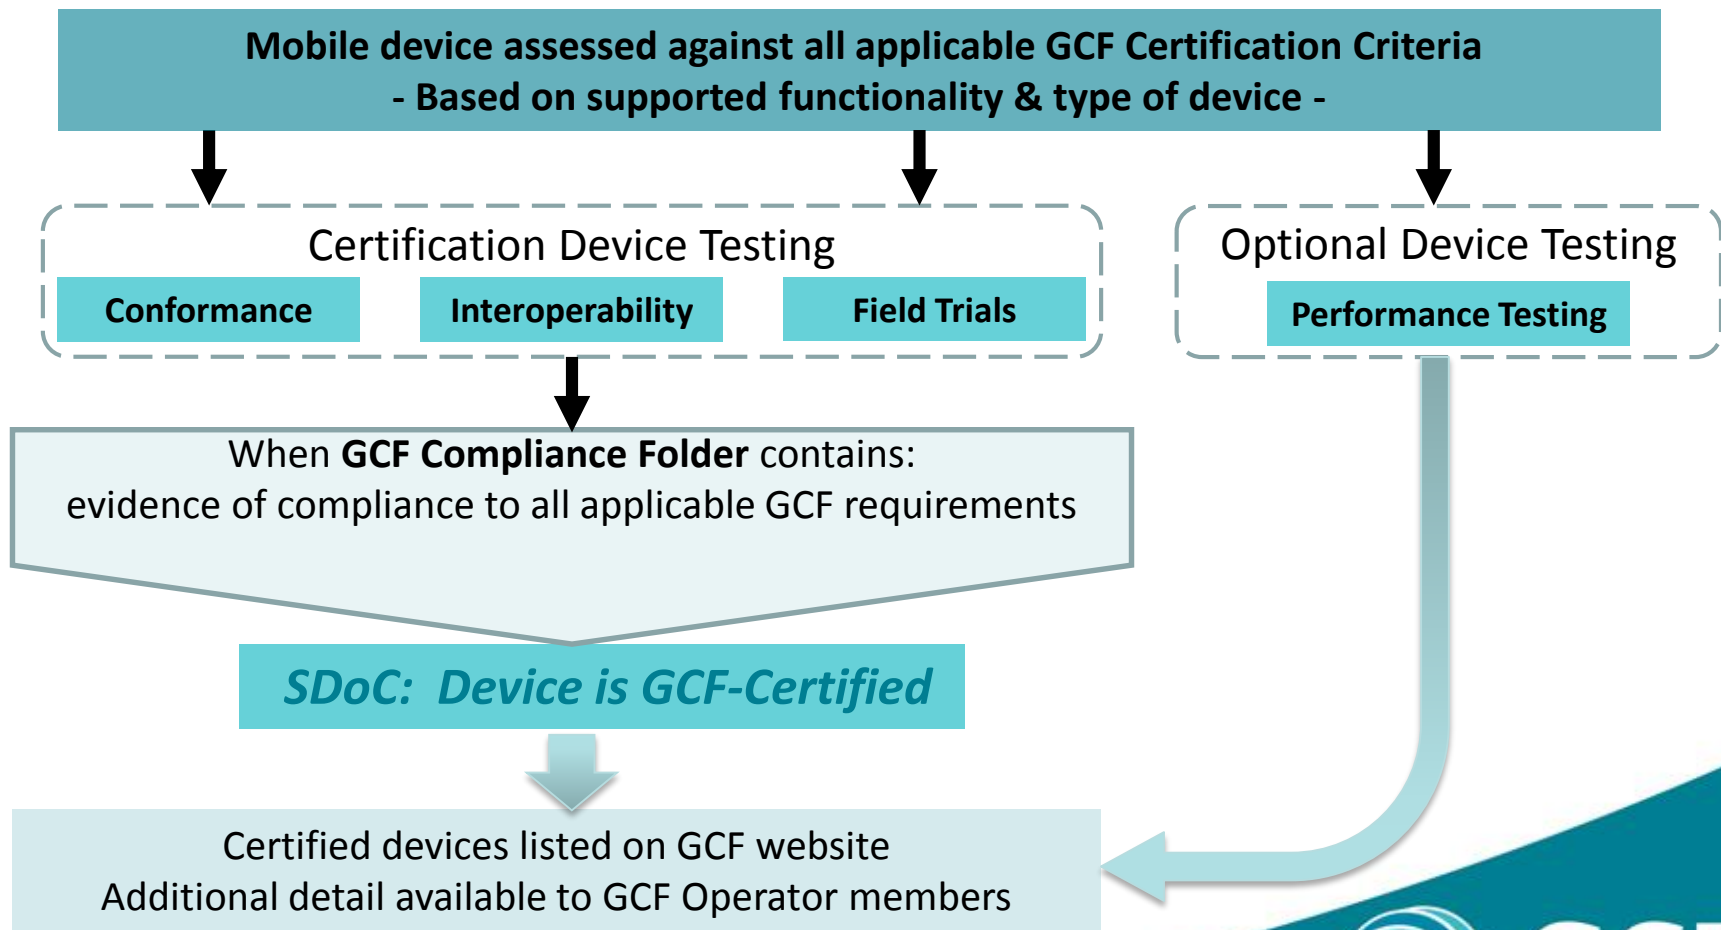 Mobile device assessed against all applicable GCF Certification Criteria
- Based on supported functionality & type of device -
Certification Device Testing
Conformance
Interoperability
Field Trials
Optional Device Testing
Performance Testing
When GCF Compliance Folder contains:
evidence of compliance to all applicable GCF requirements
SDoC: Device is GCF-Certified
Certified devices listed on GCF website
Additional detail available to GCF Operator members